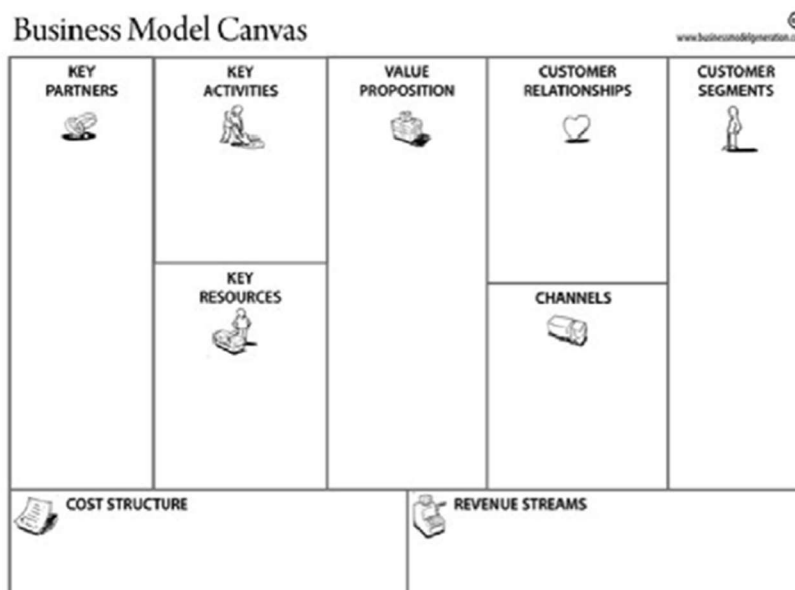 Business Model Canvas
www.businessmodelgeneration.c
KEY
PARTNERS
KEY
ACTIVITIES
VALUE
PROPOSITION
CUSTOMER
RELATIONSHIPS
CUSTOMER
SEGMENTS
KEY
RESOURCES
CHANNELS
COST STRUCTURE
REVENUE STREAMS